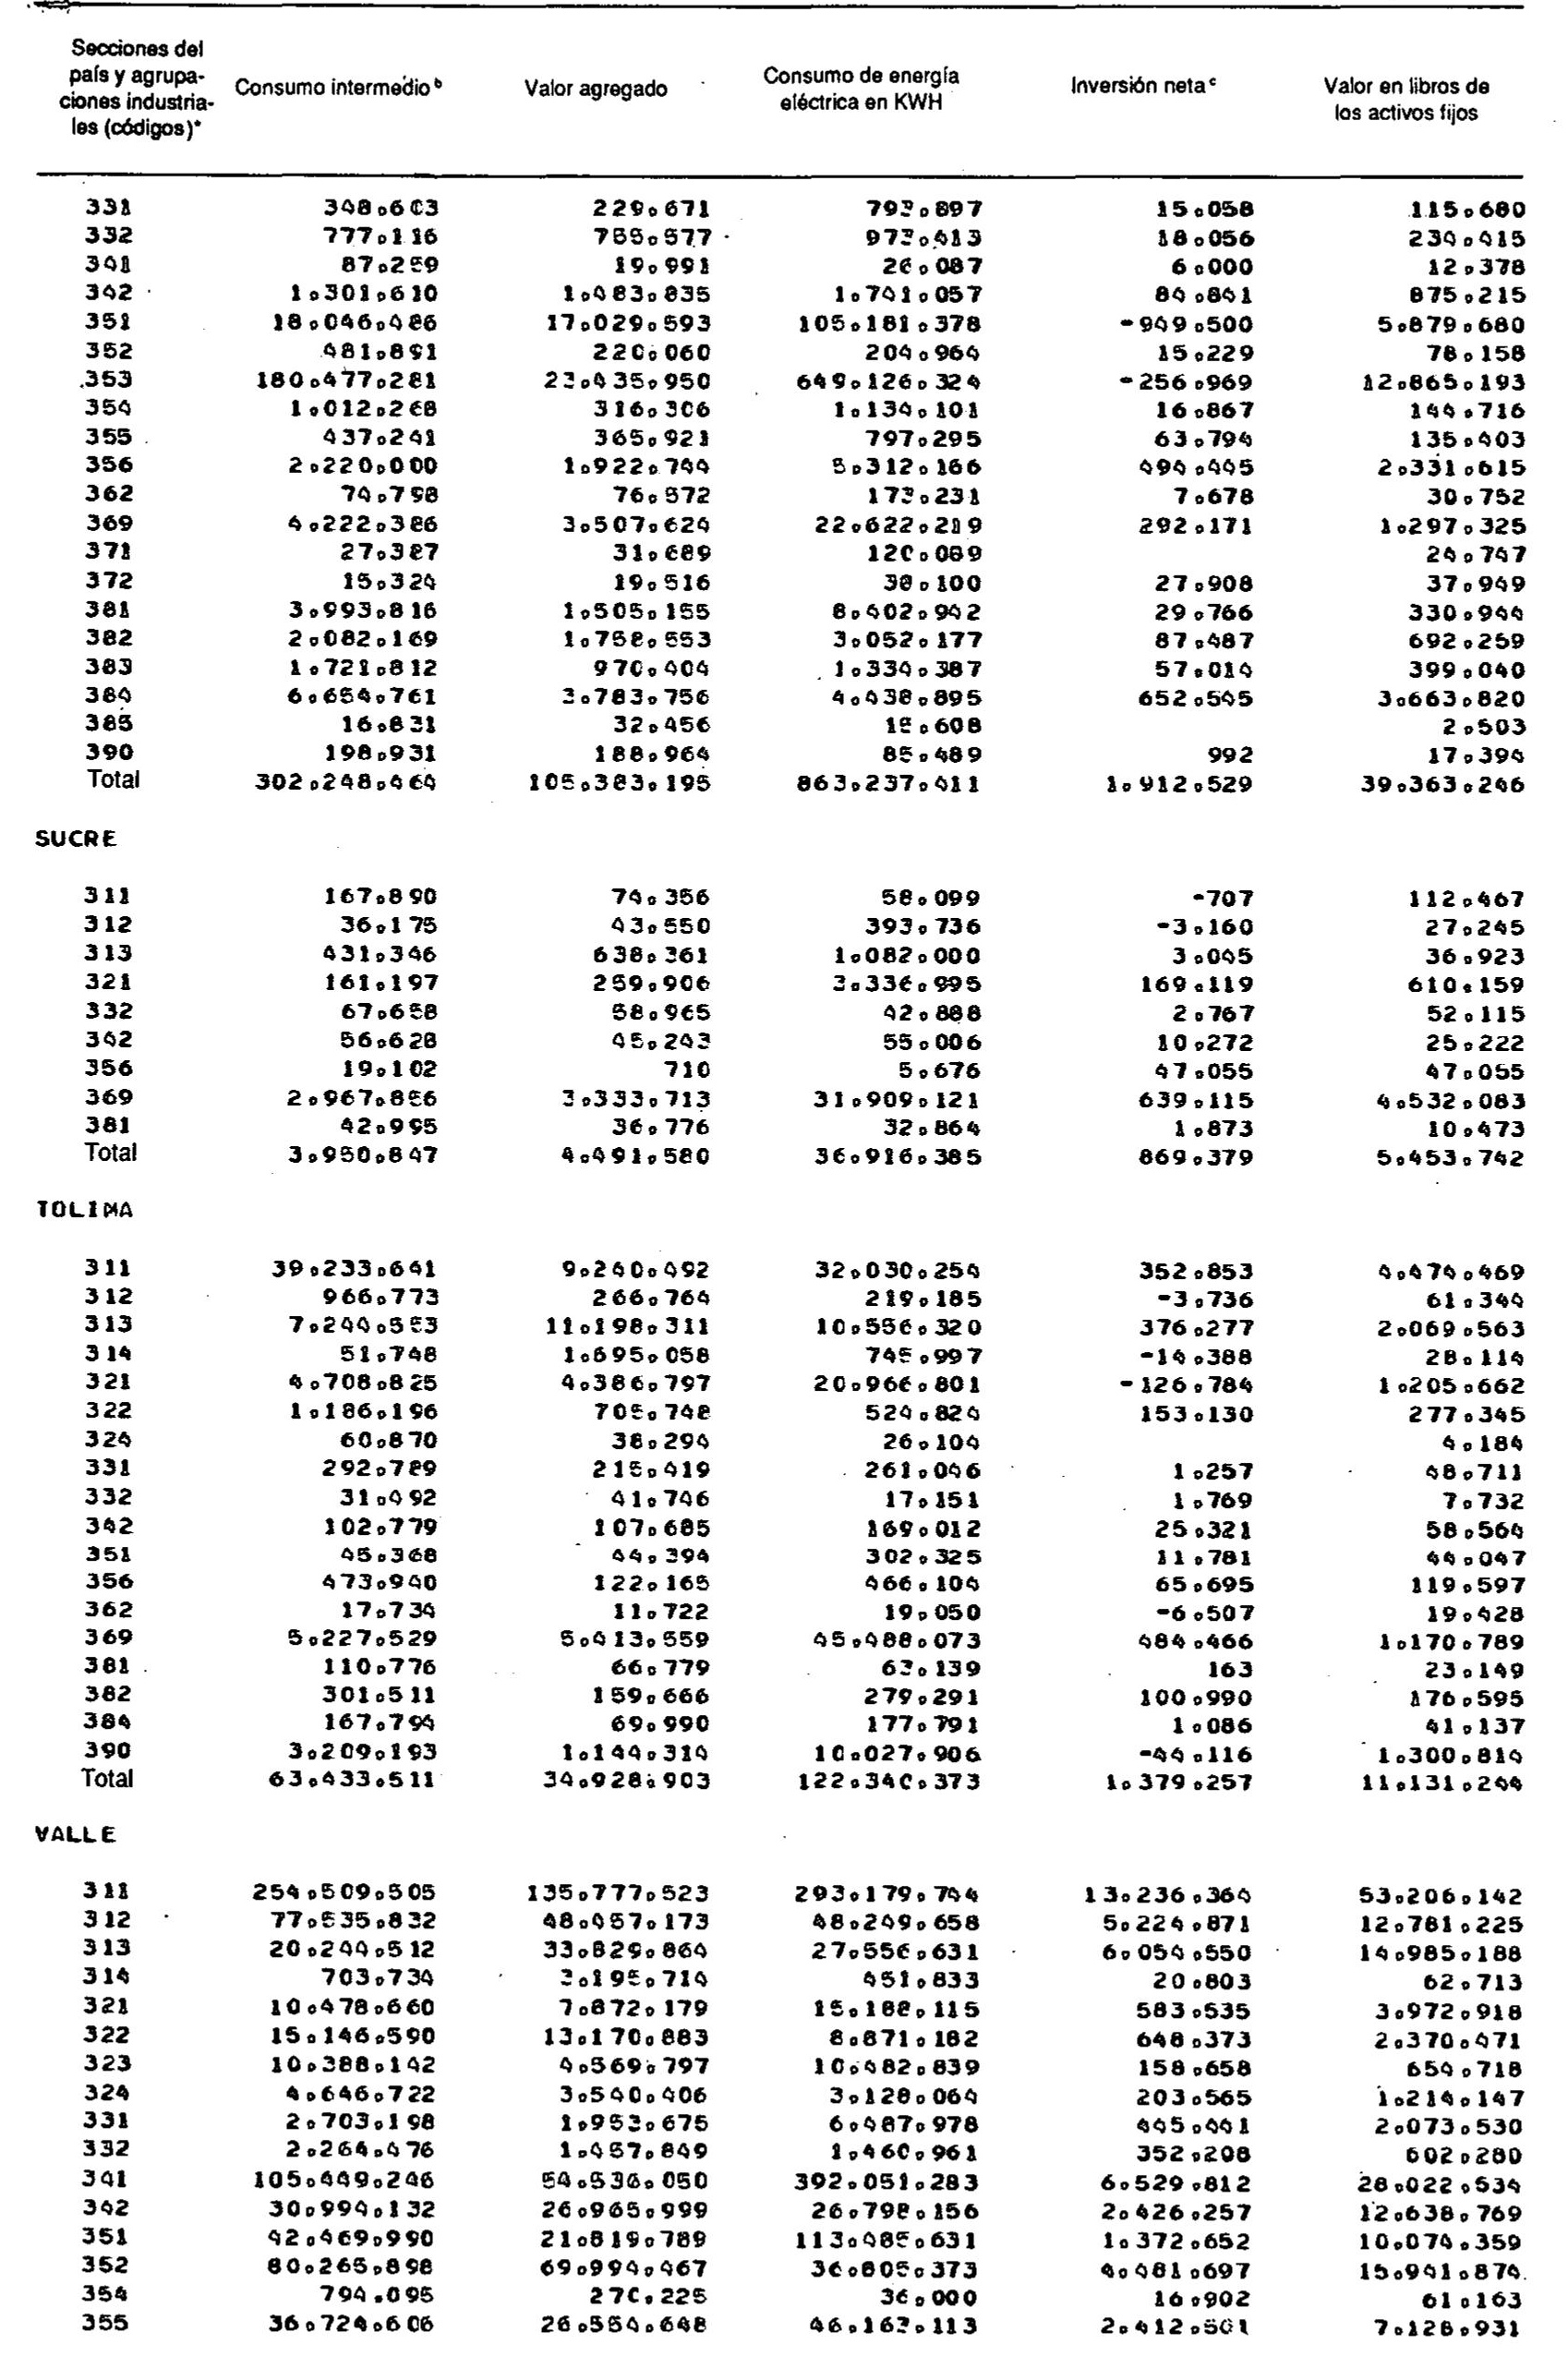 Secciones del
país y agrupa-
ciones industria-
les (códigos)ª Consumo intermedio ᵇ Valor agregado Consumo de energía
eléctrica en KWH Inversión neta ᶜ Valor en libros de
los activos fijos
331 348.603 229.671 793.897 15.058 115.680
332 777.116 755.577 973.413 18.056 234.415
341 87.259 19.991 26.087 6.000 12.378
342 1.301.610 1.483.835 1.741.057 84.841 875.215
351 18.046.486 17.029.593 105.181.378 -949.500 5.879.680
352 481.891 220.060 204.964 15.229 78.158
353 180.477.281 23.435.950 649.126.324 -256.969 12.865.193
354 1.012.268 316.306 1.134.101 16.867 144.716
355 437.241 365.921 797.295 63.794 135.403
356 2.220.000 1.922.744 5.312.166 494.445 2.331.615
362 74.798 76.572 173.231 7.678 30.752
369 4.222.386 3.507.624 22.622.219 292.171 1.297.325
371 27.387 31.689 120.089 24.747
372 15.324 19.516 38.100 27.908 37.949
381 3.993.816 1.505.155 8.402.942 29.766 330.944
382 2.082.169 1.758.553 3.052.177 87.487 692.259
383 1.721.812 970.404 1.334.387 57.014 399.040
384 6.654.761 3.783.756 4.438.895 652.545 3.663.820
385 16.831 32.456 15.608 2.503
390 198.931 188.964 85.489 992 17.394
Total 302.248.464 105.383.195 863.237.411 1.912.529 39.363.246
SUCRE
311 167.890 74.356 58.099 -707 112.467
312 36.175 43.550 393.736 -3.160 27.245
313 431.346 638.361 1.082.000 3.045 36.923
321 161.197 259.906 3.336.995 169.119 610.159
332 67.658 58.965 42.888 2.767 52.115
342 56.628 45.243 55.006 10.272 25.222
356 19.102 710 5.676 47.055 47.055
369 2.967.856 3.333.713 31.909.121 639.115 4.532.083
381 42.995 36.776 32.864 1.873 10.473
Total 3.950.847 4.491.580 36.916.385 869.379 5.453.742
TOLIMA
311 39.233.641 9.240.492 32.030.254 352.853 4.474.469
312 966.773 266.764 219.185 -3.736 61.344
313 7.244.553 11.198.311 10.556.320 376.277 2.069.563
314 51.748 1.695.058 745.997 -14.388 28.114
321 4.708.825 4.386.797 20.966.801 -126.784 1.205.662
322 1.186.196 705.748 524.824 153.130 277.345
324 60.870 38.294 26.104 4.184
331 292.789 215.419 261.046 1.257 48.711
332 31.492 41.746 17.151 1.769 7.732
342 102.779 107.685 169.012 25.321 58.564
351 45.368 44.394 302.325 11.781 44.047
356 473.940 122.165 466.104 65.695 119.597
362 17.734 11.722 19.050 -6.507 19.428
369 5.227.529 5.413.559 45.488.073 484.466 1.170.789
381 110.776 66.779 63.139 163 23.149
382 301.511 159.666 279.291 100.990 176.595
384 167.794 69.990 177.791 1.086 41.137
390 3.209.193 1.144.314 10.027.906 -44.116 1.300.814
Total 63.433.511 34.928.903 122.340.373 1.379.257 11.131.244
VALLE
311 254.509.505 135.777.523 293.179.744 13.236.364 53.206.142
312 77.535.832 48.457.173 48.249.658 5.224.871 12.781.225
313 20.244.512 33.829.864 27.556.631 6.054.550 14.985.188
314 703.734 3.195.714 451.833 20.803 62.713
321 10.478.660 7.872.179 15.188.115 583.535 3.972.918
322 15.146.590 13.170.883 8.871.182 648.373 2.370.471
323 10.388.142 4.569.797 10.482.839 158.658 654.718
324 4.646.722 3.540.406 3.128.064 203.565 1.214.147
331 2.703.198 1.953.675 6.487.978 445.441 2.073.530
332 2.264.476 1.457.849 1.460.961 352.208 602.280
341 105.449.246 54.536.050 392.051.283 6.529.812 28.022.534
342 30.994.132 26.965.999 26.798.156 2.426.257 12.638.769
351 42.469.990 21.819.789 113.485.631 1.372.652 10.074.359
352 80.265.898 69.994.467 36.805.373 4.481.697 15.941.874
354 794.095 270.225 36.000 16.902 61.163
355 36.724.606 26.554.648 46.163.113 2.412.501 7.128.931